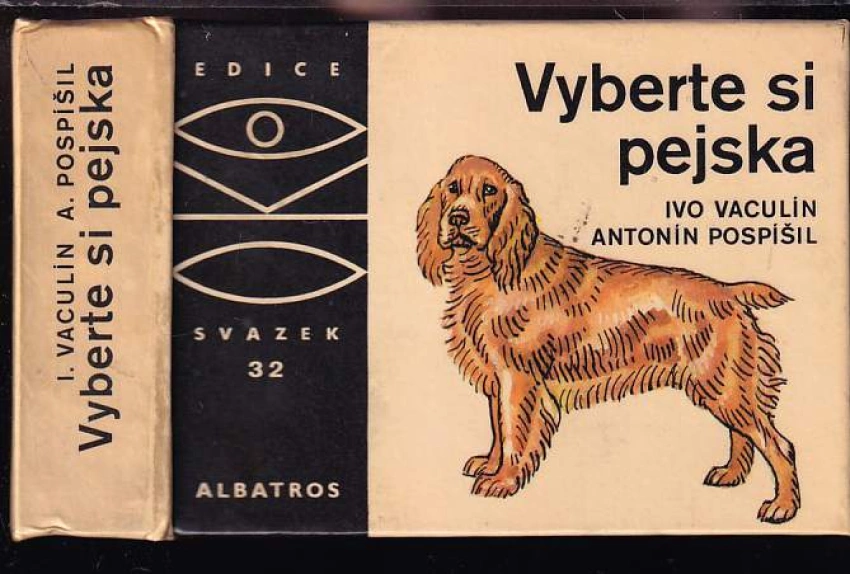 I. VACULÍN A. POSPÍŠIL
Vyberte si pejska
EDICE
SVAZEK
32
ALBATROS
Vyberte si
pejska
IVO VACULÍN
ANTONÍN POSPÍŠIL